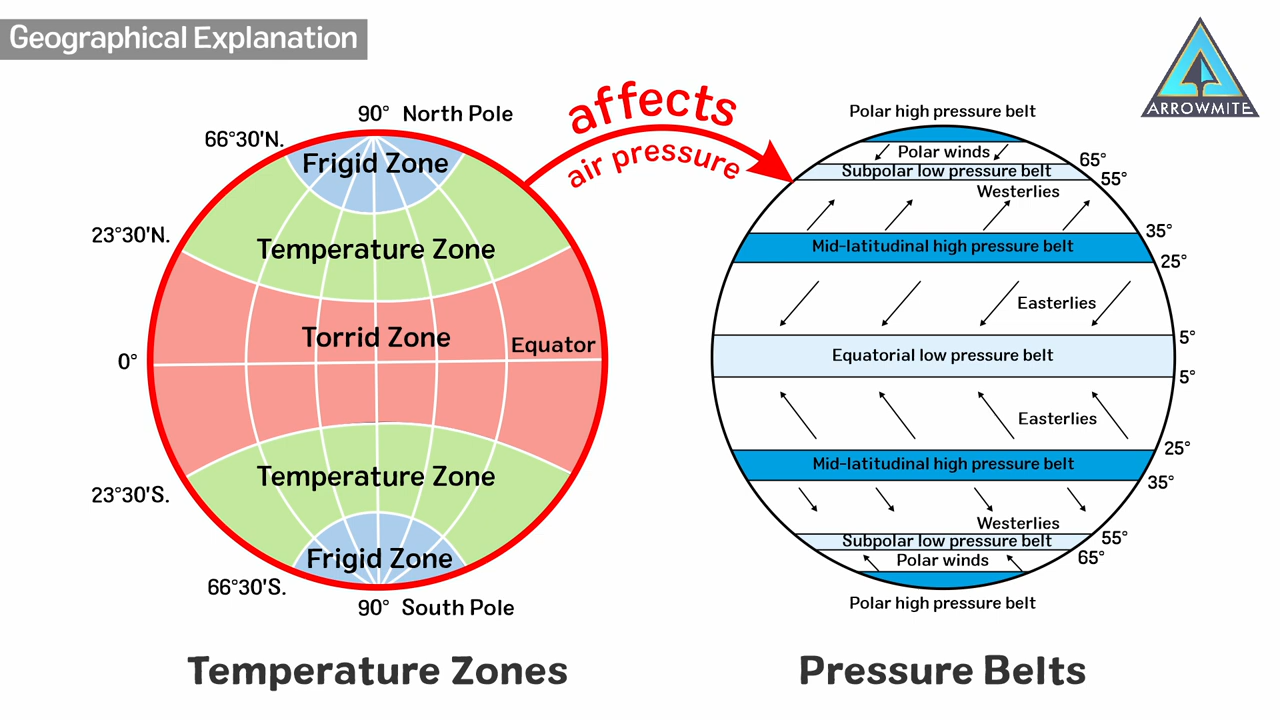 Geographical Explanation
ARROWMITE
affects
air pressure
90° North Pole
66°30'N.
Frigid Zone
23°30'N.
Temperature Zone
Torrid Zone
Equator
0°
Temperature Zone
23°30'S.
Frigid Zone
66°30'S.
90° South Pole
Temperature Zones
Polar high pressure belt
Polar winds
65°
Subpolar low pressure belt
55°
Westerlies
35°
Mid-latitudinal high pressure belt
25°
Easterlies
5°
Equatorial low pressure belt
5°
Easterlies
25°
Mid-latitudinal high pressure belt
35°
Westerlies
55°
Subpolar low pressure belt
65°
Polar winds
Polar high pressure belt
Pressure Belts